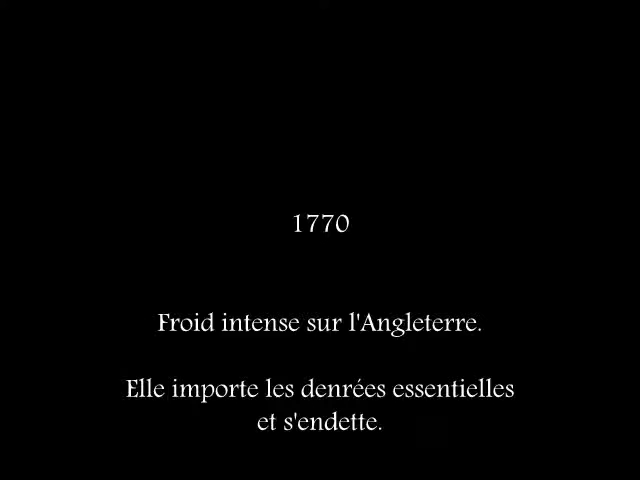 1770
Froid intense sur l'Angleterre.
Elle importe les denrées essentielles
et s'endette.